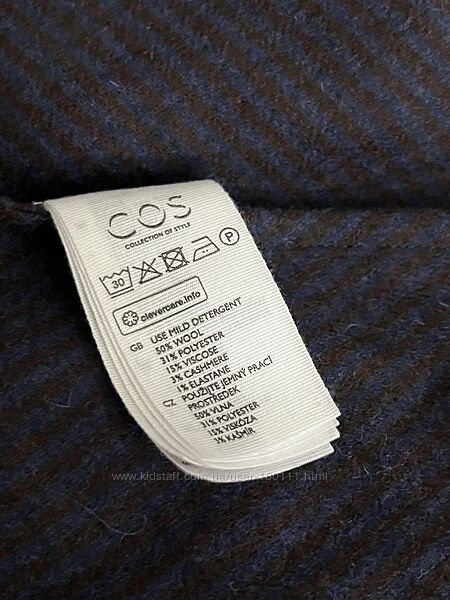 COS
COLLECTION OF STYLE
30
P
clevercare.info
GB USE MILD DETERGENT
50% WOOL
31% POLYESTER
15% VISCOSE
3% CASHMERE
1% ELASTANE
CZ POUŽIJTE JEMNÝ PRACÍ
PROSTŘEDEK
50% VLNA
31% POLYESTER
15% VISKÓZA
3% KAŠMÍR